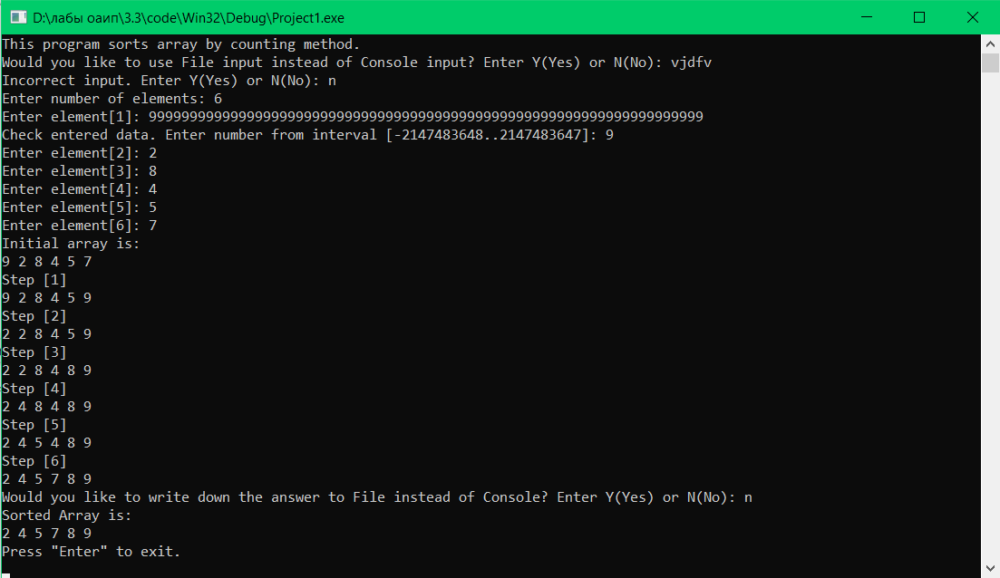 D:\лабы оаип\3.3\code\Win32\Debug\Project1.exe
This program sorts array by counting method.
Would you like to use File input instead of Console input? Enter Y(Yes) or N(No): vjdfv
Incorrect input. Enter Y(Yes) or N(No): n
Enter number of elements: 6
Enter element[1]: 99999999999999999999999999999999999999999999999999999999999999999999
Check entered data. Enter number from interval [-2147483648..2147483647]: 9
Enter element[2]: 2
Enter element[3]: 8
Enter element[4]: 4
Enter element[5]: 5
Enter element[6]: 7
Initial array is:
9 2 8 4 5 7
Step [1]
9 2 8 4 5 9
Step [2]
2 2 8 4 5 9
Step [3]
2 2 8 4 8 9
Step [4]
2 4 8 4 8 9
Step [5]
2 4 5 4 8 9
Step [6]
2 4 5 7 8 9
Would you like to write down the answer to File instead of Console? Enter Y(Yes) or N(No): n
Sorted Array is:
2 4 5 7 8 9
Press "Enter" to exit.